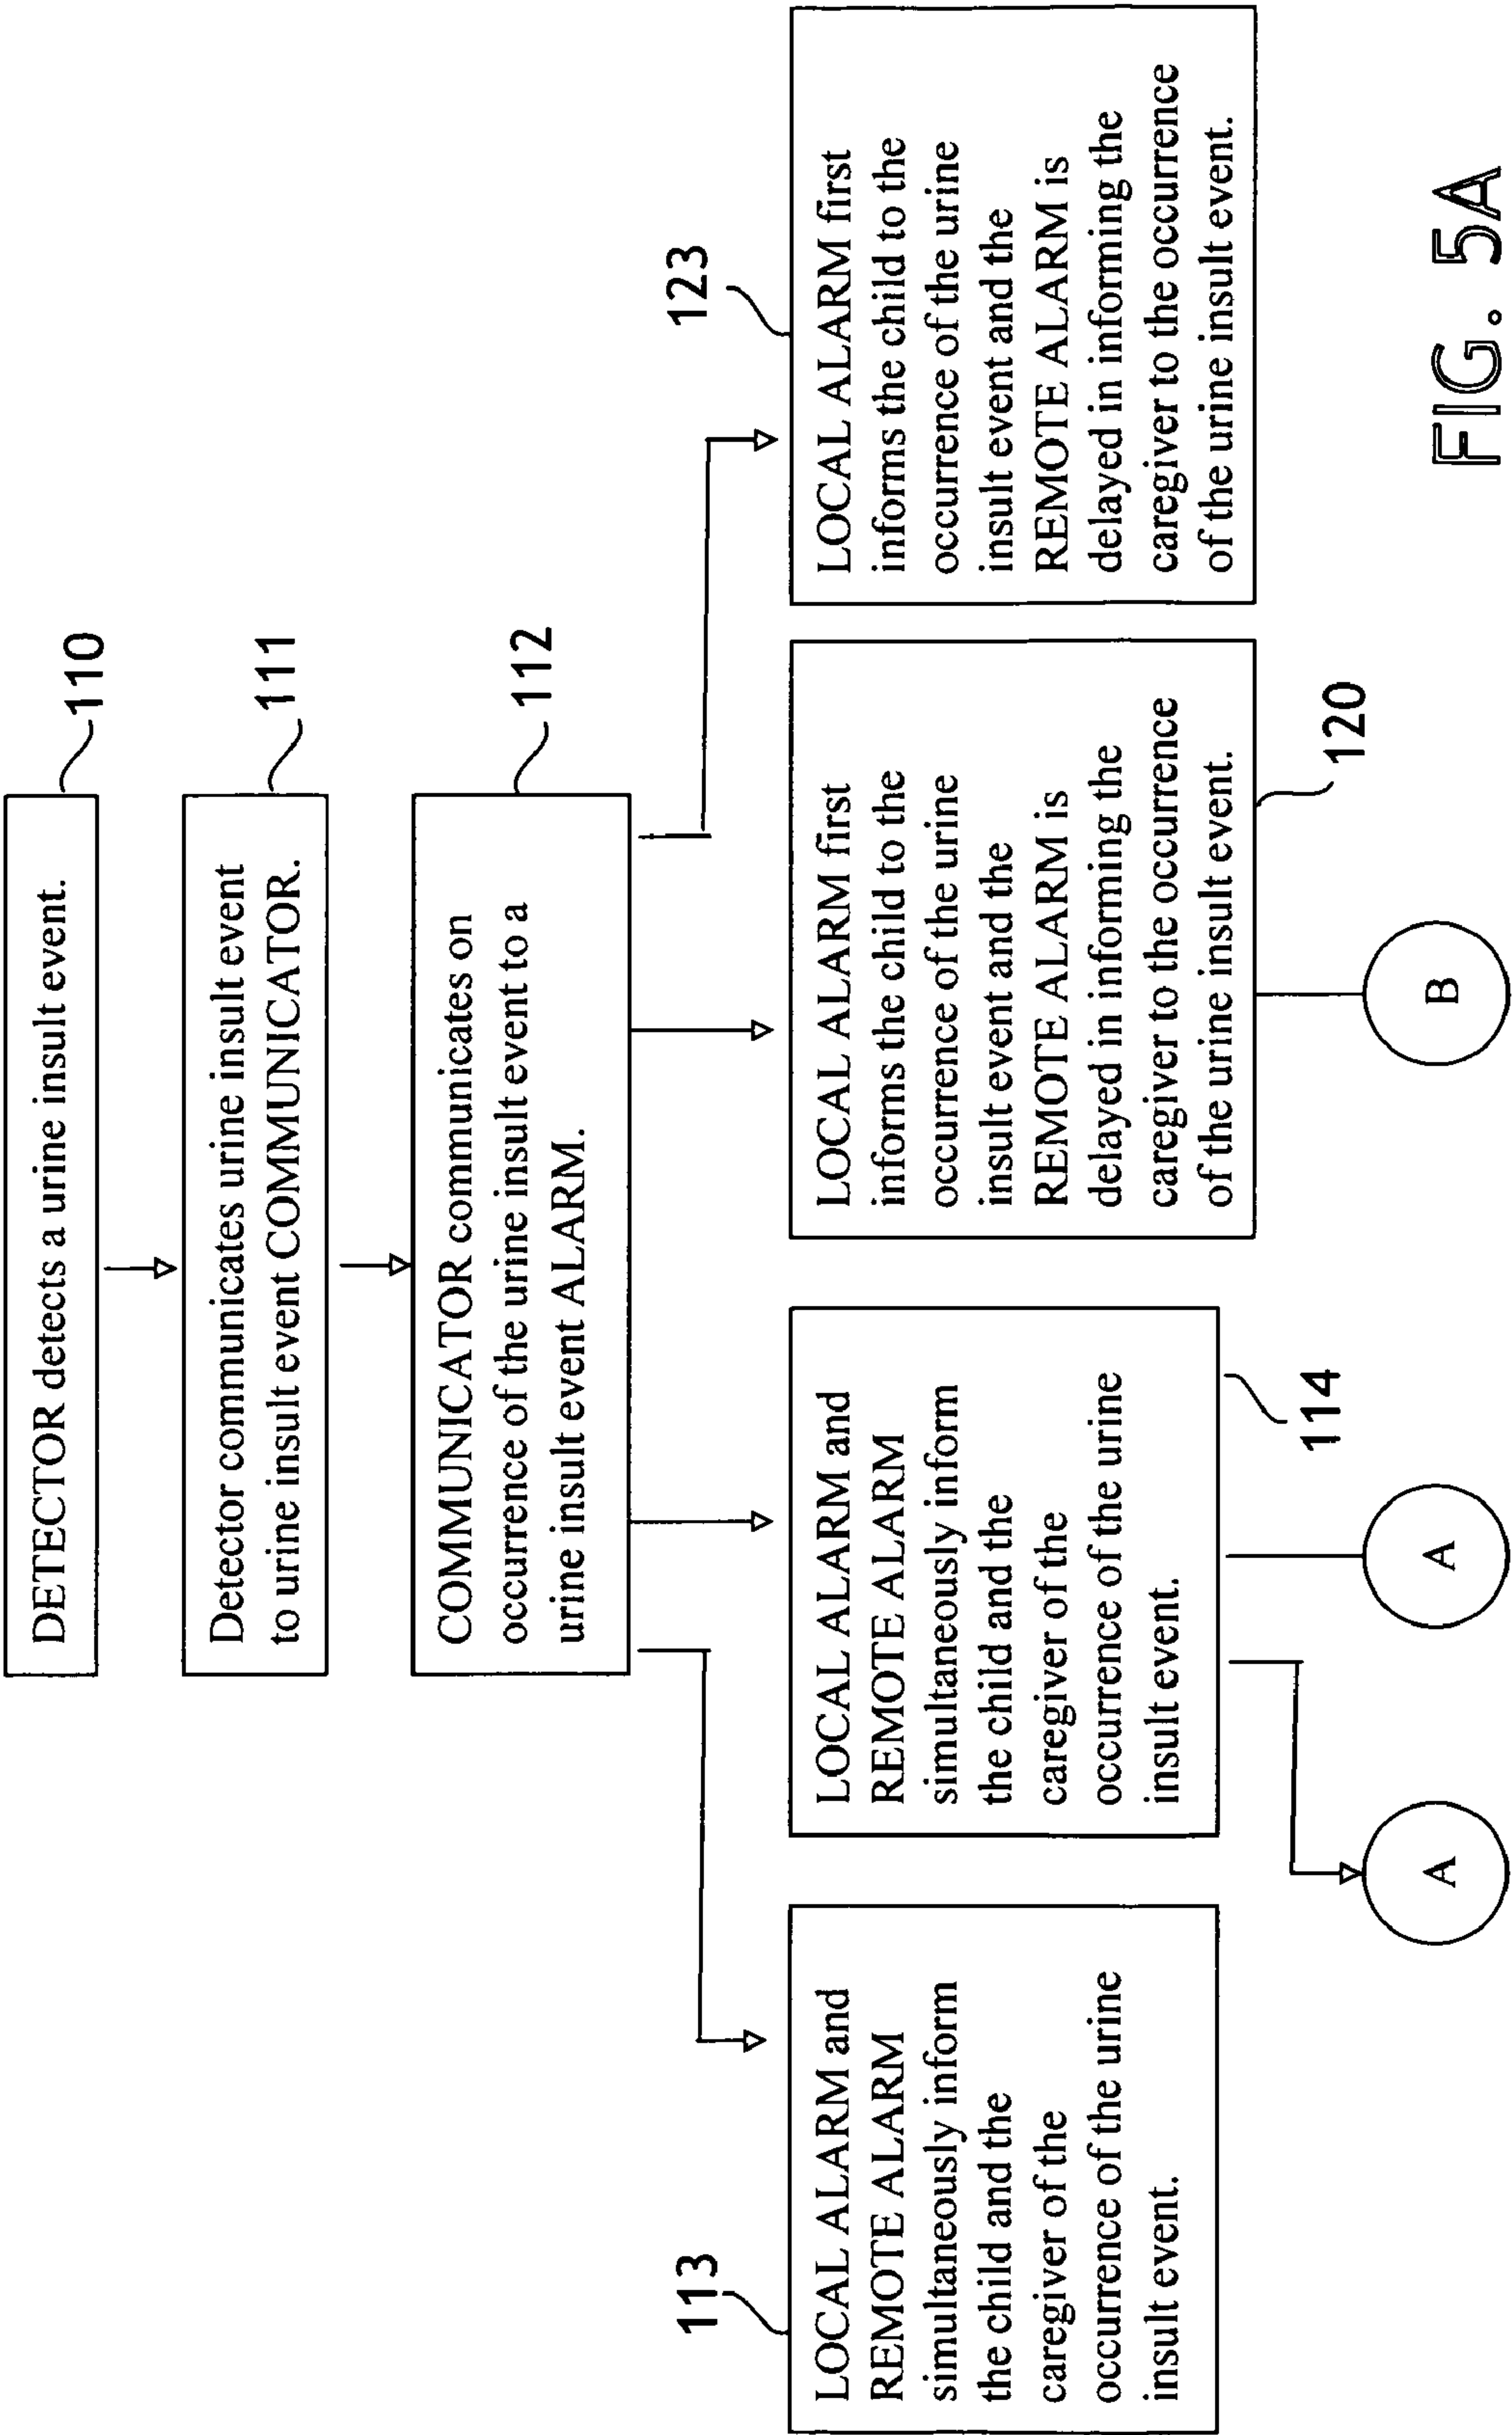 DETECTOR detects a urine insult event.
110
Detector communicates urine insult event
to urine insult event COMMUNICATOR.
111
COMMUNICATOR communicates on
occurrence of the urine insult event to a
urine insult event ALARM.
112
113
LOCAL ALARM and
REMOTE ALARM
simultaneously inform
the child and the
caregiver of the
occurrence of the urine
insult event.
LOCAL ALARM and
REMOTE ALARM
simultaneously inform
the child and the
caregiver of the
occurrence of the urine
insult event.
114
LOCAL ALARM first
informs the child to the
occurrence of the urine
insult event and the
REMOTE ALARM is
delayed in informing the
caregiver to the occurrence
of the urine insult event.
120
123
LOCAL ALARM first
informs the child to the
occurrence of the urine
insult event and the
REMOTE ALARM is
delayed in informing the
caregiver to the occurrence
of the urine insult event.
A
A
B
FIG. 5A